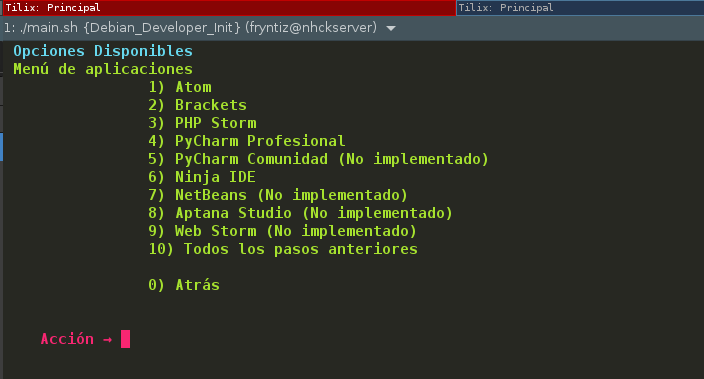 Tilix: Principal
Tilix: Principal
1: ./main.sh {Debian_Developer_Init} (fryntiz@nhckserver)
Opciones Disponibles
Menú de aplicaciones
1) Atom
2) Brackets
3) PHP Storm
4) PyCharm Profesional
5) PyCharm Comunidad (No implementado)
6) Ninja IDE
7) NetBeans (No implementado)
8) Aptana Studio (No implementado)
9) Web Storm (No implementado)
10) Todos los pasos anteriores
0) Atrás
Acción →